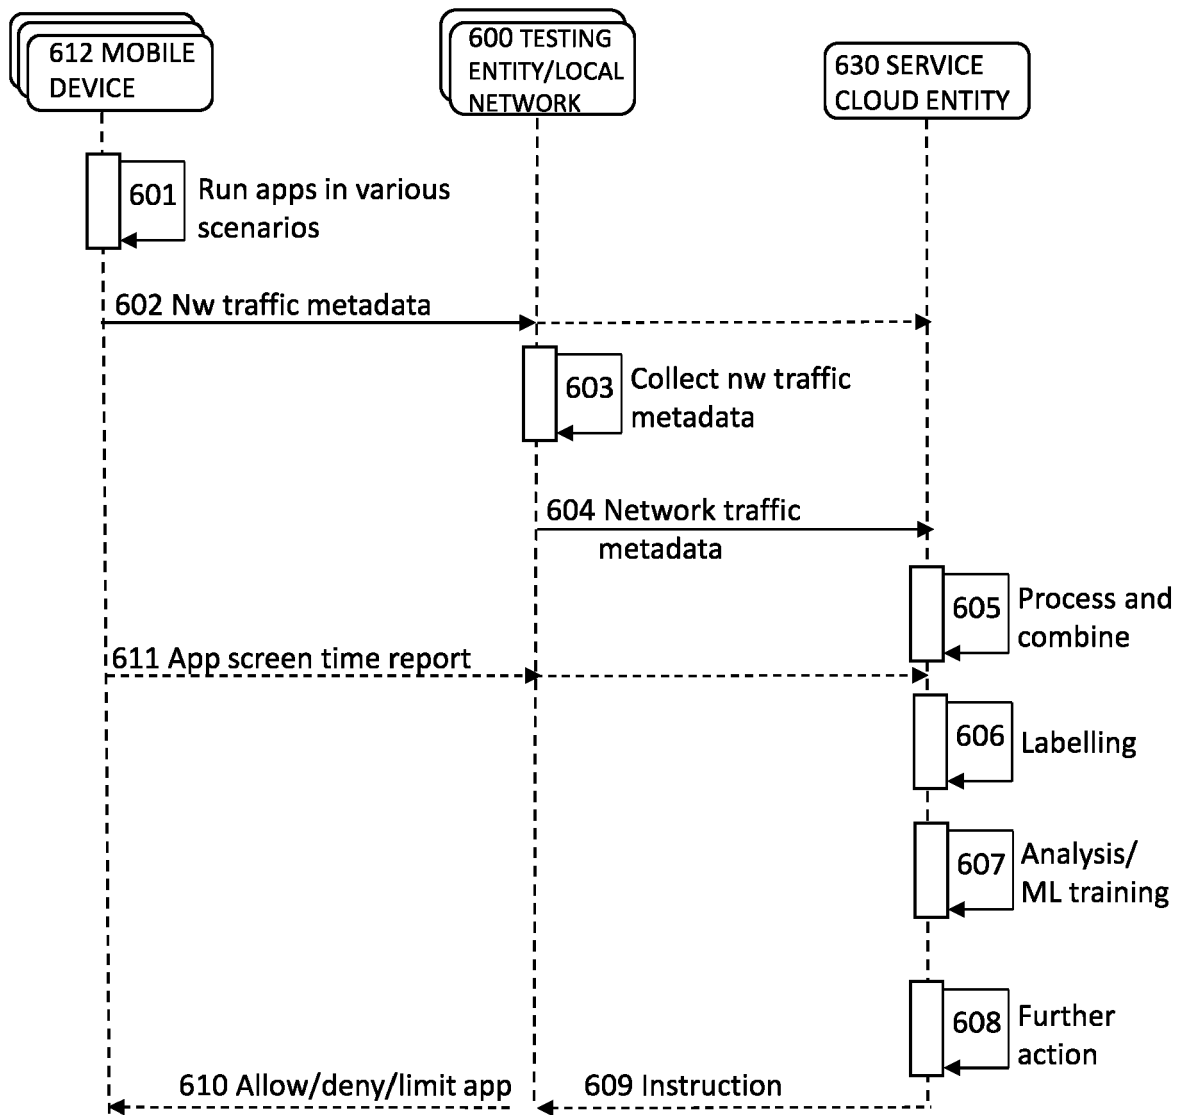 612 MOBILE
DEVICE
600 TESTING
ENTITY/LOCAL
NETWORK
630 SERVICE
CLOUD ENTITY
601
Run apps in various
scenarios
602 Nw traffic metadata
603
Collect nw traffic
metadata
604 Network traffic
metadata
605
Process and
combine
611 App screen time report
606
Labelling
607
Analysis/
ML training
608
Further
action
610 Allow/deny/limit app
609 Instruction